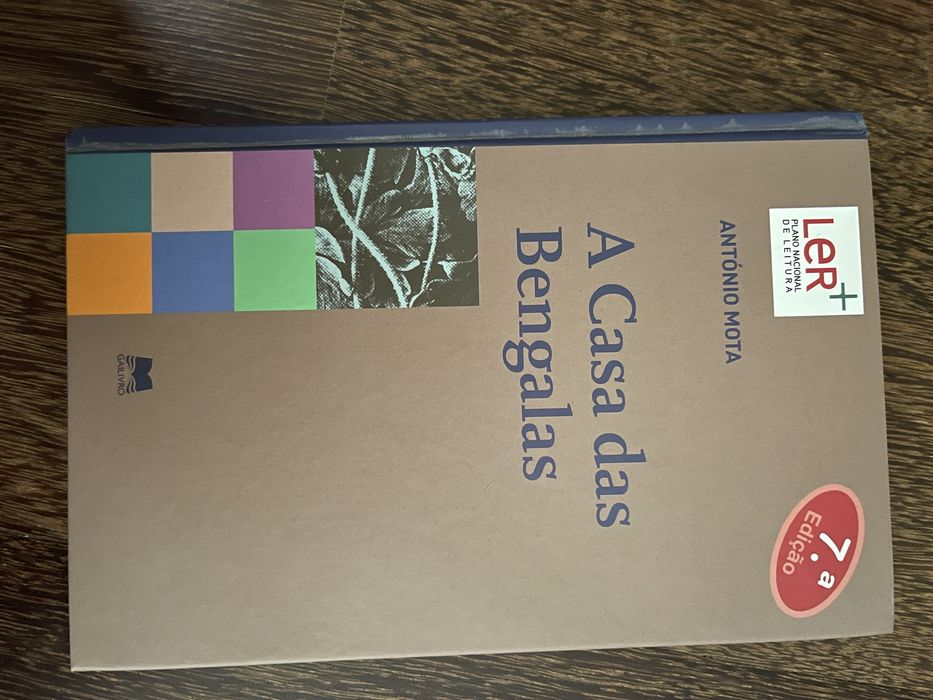 LeR+
PLANO NACIONAL
DE LEITURA
ANTÓNIO MOTA
A Casa das
Bengalas
7.ª
Edição
GAILIVRO